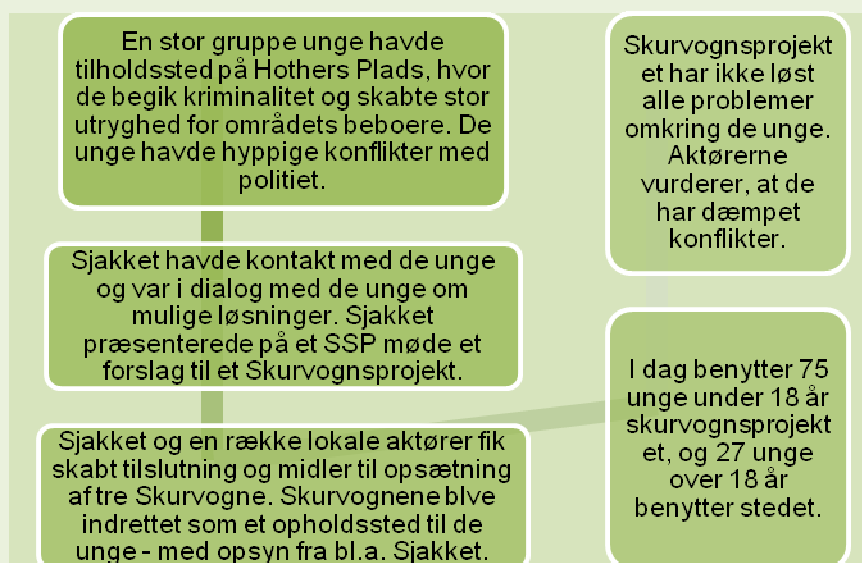 En stor gruppe unge havde
tilholdssted på Hothers Plads, hvor
de begik kriminalitet og skabte stor
utryghed for områdets beboere. De
unge havde hyppige konflikter med
politiet.
Sjakket havde kontakt med de unge
og var i dialog med de unge om
mulige løsninger. Sjakket
præsenterede på et SSP møde et
forslag til et Skurvognsprojekt.
Sjakket og en række lokale aktører fik
skabt tilslutning og midler til opsætning
af tre Skurvogne. Skurvognene blve
indrettet som et opholdssted til de
unge - med opsyn fra bl.a. Sjakket.
I dag benytter 75
unge under 18 år
skurvognsprojekt
et, og 27 unge
over 18 år
benytter stedet.
Skurvognsprojekt
et har ikke løst
alle problemer
omkring de unge.
Aktørerne
vurderer, at de
har dæmpet
konflikter.